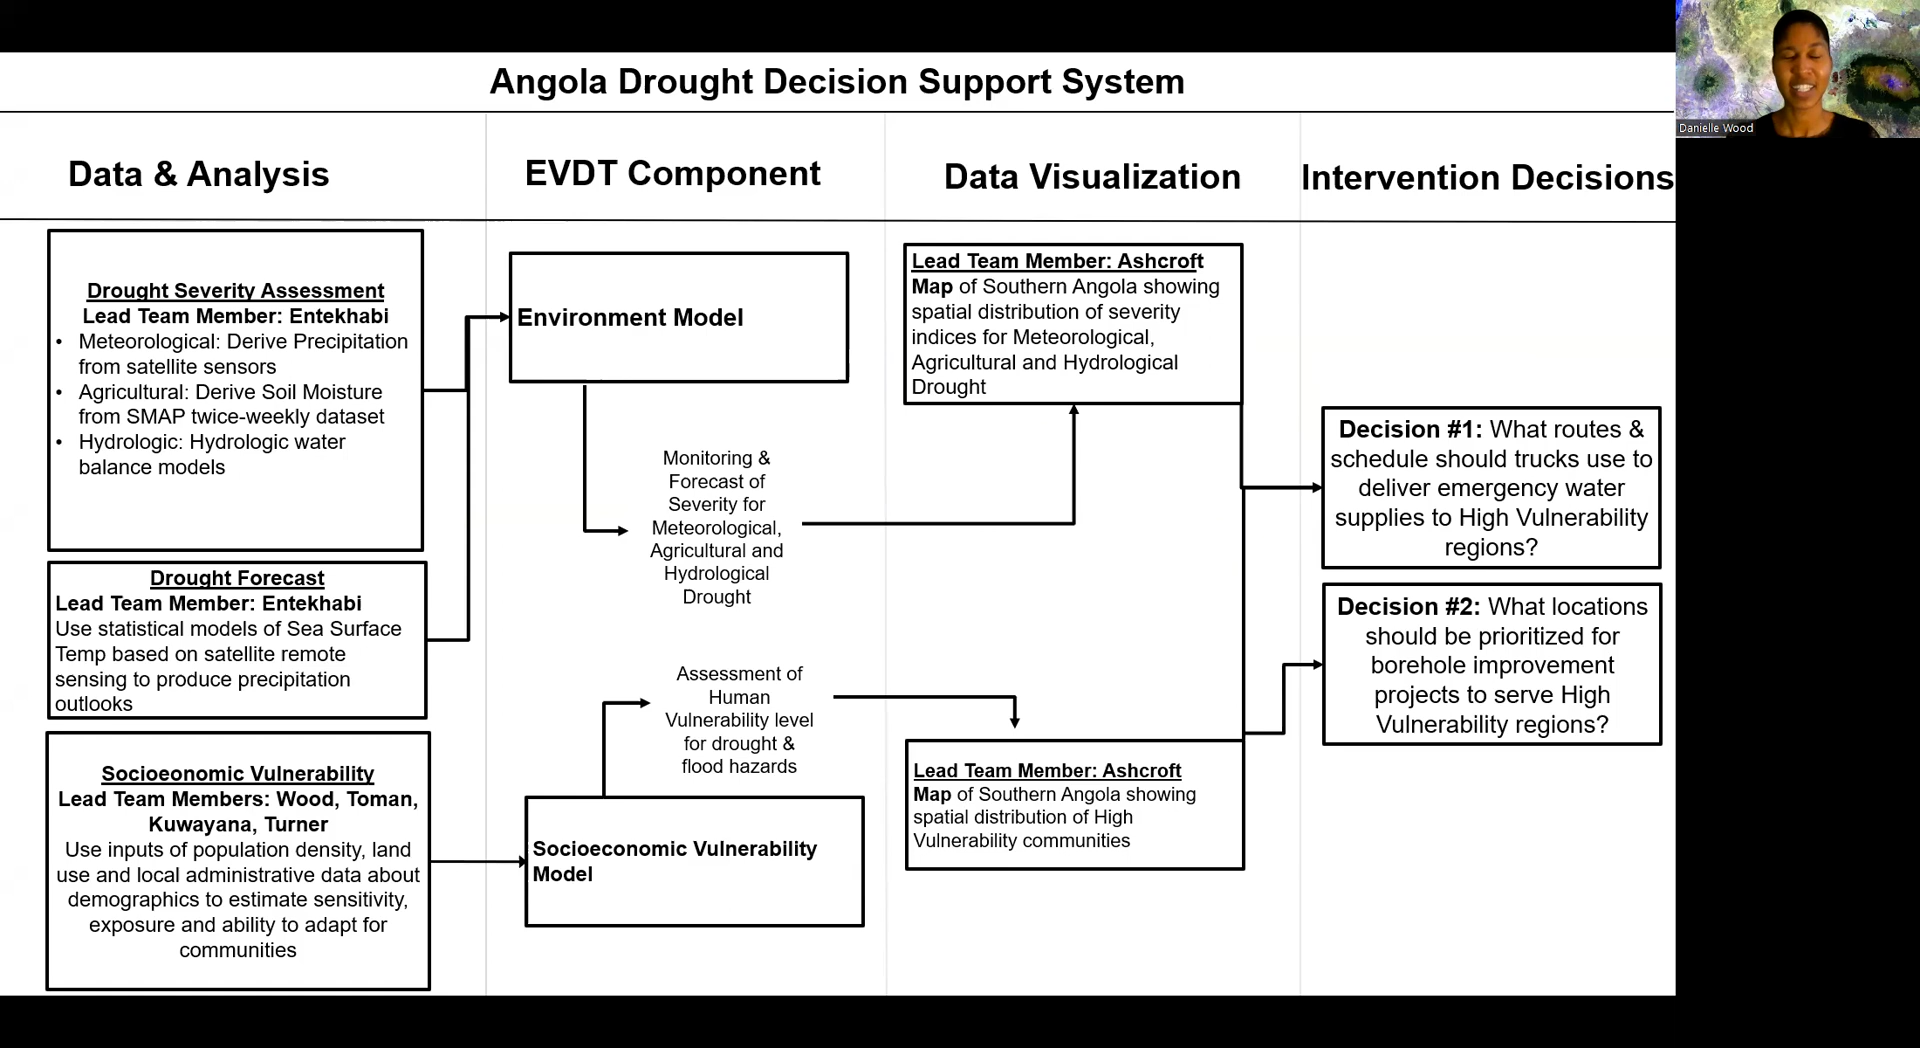 Angola Drought Decision Support System
Danielle Wood
Data & Analysis
EVDT Component
Data Visualization
Intervention Decisions
Drought Severity Assessment
Lead Team Member: Entekhabi
• Meteorological: Derive Precipitation
from satellite sensors
• Agricultural: Derive Soil Moisture
from SMAP twice-weekly dataset
• Hydrologic: Hydrologic water
balance models
Drought Forecast
Lead Team Member: Entekhabi
Use statistical models of Sea Surface
Temp based on satellite remote
sensing to produce precipitation
outlooks
Socioeonomic Vulnerability
Lead Team Members: Wood, Toman,
Kuwayana, Turner
Use inputs of population density, land
use and local administrative data about
demographics to estimate sensitivity,
exposure and ability to adapt for
communities
Environment Model
Monitoring &
Forecast of
Severity for
Meteorological,
Agricultural and
Hydrological
Drought
Assessment of
Human
Vulnerability level
for drought &
flood hazards
Socioeconomic Vulnerability
Model
Lead Team Member: Ashcroft
Map of Southern Angola showing
spatial distribution of severity
indices for Meteorological,
Agricultural and Hydrological
Drought
Lead Team Member: Ashcroft
Map of Southern Angola showing
spatial distribution of High
Vulnerability communities
Decision #1: What routes &
schedule should trucks use to
deliver emergency water
supplies to High Vulnerability
regions?
Decision #2: What locations
should be prioritized for
borehole improvement
projects to serve High
Vulnerability regions?